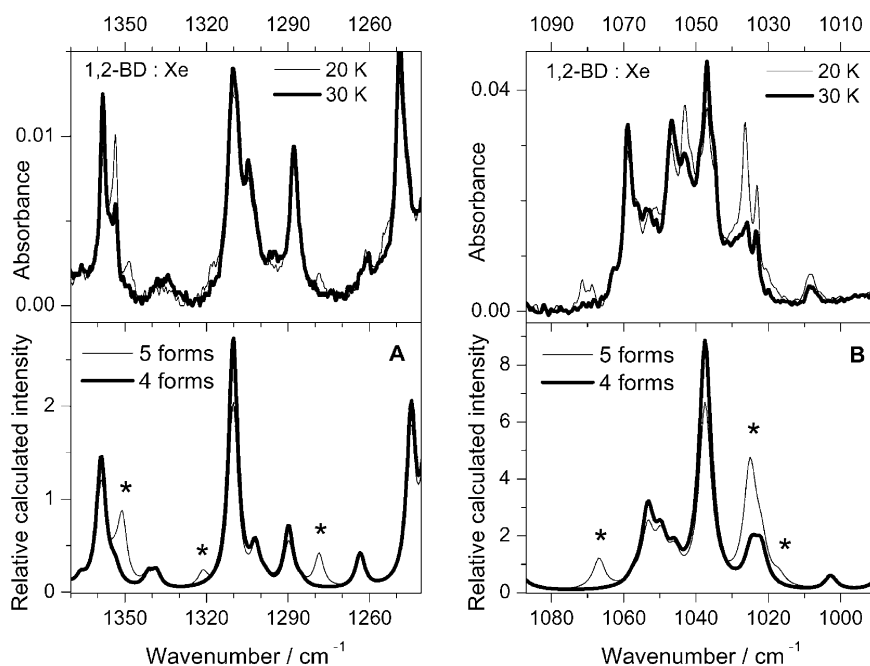 1350 1320 1290 1260
1,2-BD : Xe
20 K
30 K
0.01
0.00
Absorbance
5 forms
4 forms
A
2
1
0
Relative calculated intensity
* * *
1350 1320 1290 1260
Wavenumber / cm⁻¹
1090 1070 1050 1030 1010
1,2-BD : Xe
20 K
30 K
0.04
0.00
Absorbance
5 forms
4 forms
B
8
6
4
2
0
Relative calculated intensity
* * *
1080 1060 1040 1020 1000
Wavenumber / cm⁻¹